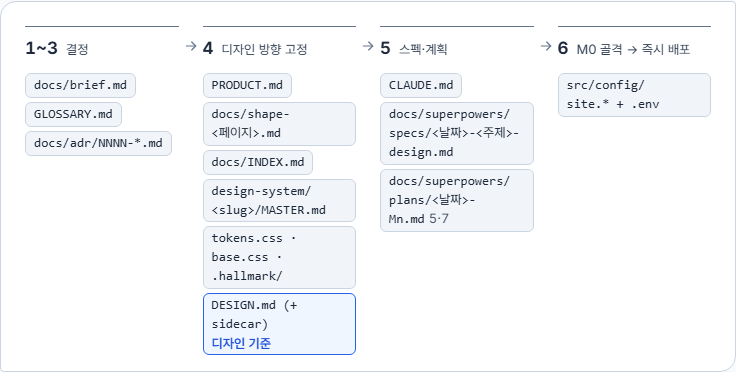 1~3 결정
docs/brief.md
GLOSSARY.md
docs/adr/NNNN-*.md
→
4 디자인 방향 고정
PRODUCT.md
docs/shape-
<페이지>.md
docs/INDEX.md
design-system/
<slug>/MASTER.md
tokens.css ·
base.css ·
.hallmark/
DESIGN.md (+
sidecar)
디자인 기준
→
5 스펙·계획
CLAUDE.md
docs/superpowers/
specs/<날짜>-<주제>-
design.md
docs/superpowers/
plans/<날짜>-
Mn.md 5·7
→
6 M0 골격 → 즉시 배포
src/config/
site.* + .env